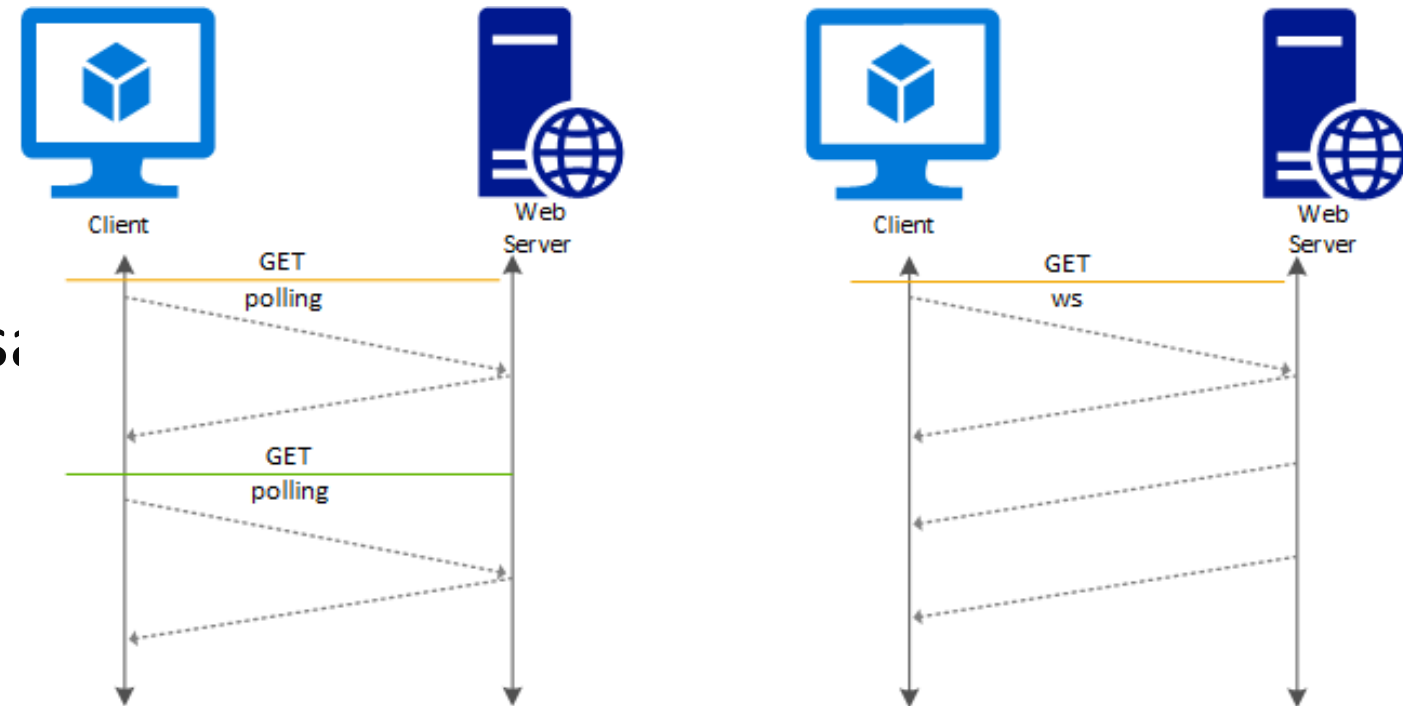 Client
Web
Server
GET
polling
GET
polling
Client
Web
Server
GET
ws